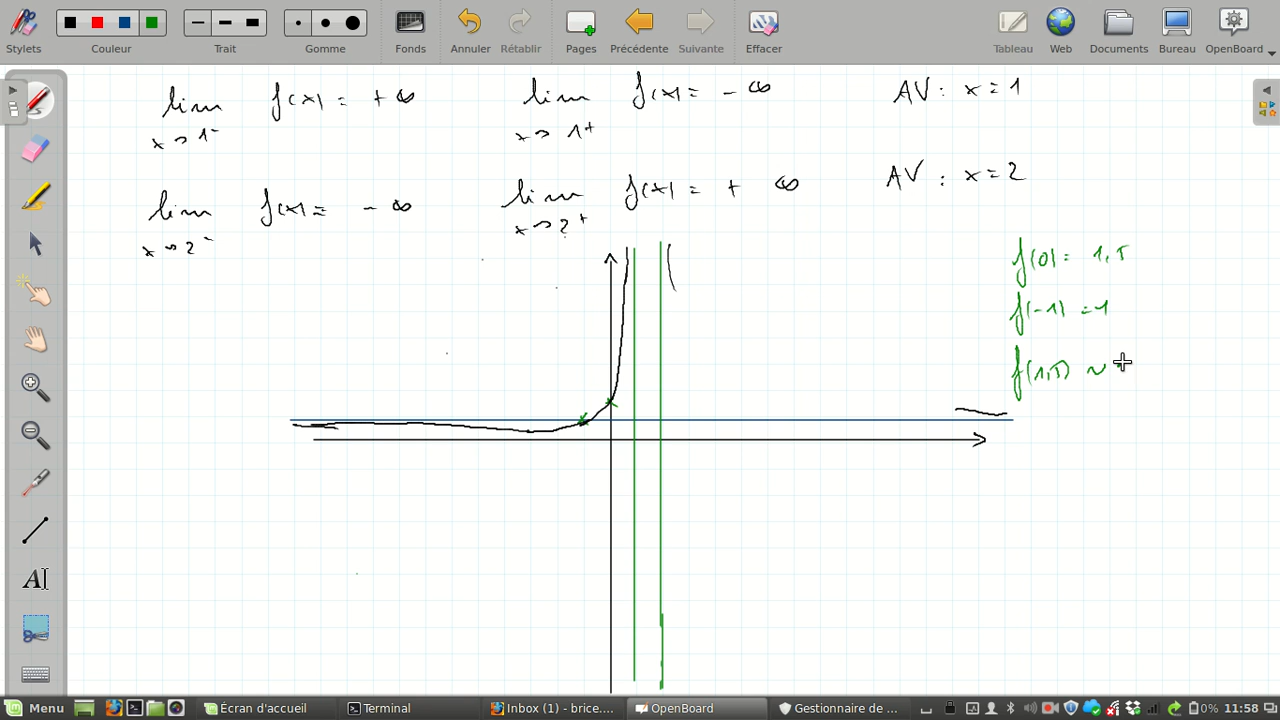 Stylets Couleur Trait Gomme Fonds Annuler Rétablir Pages Précédente Suivante Effacer Tableau Web Documents Bureau OpenBoard
lim f(x) = +∞ lim f(x) = -∞ AV : x = 1
x→1⁻ x→1⁺
lim f(x) = -∞ lim f(x) = +∞ AV : x = 2
x→2⁻ x→2⁺
f(0) = 1,5
f(-1) = 1
f(1,5) ~
Menu Écran d'accueil Terminal Inbox (1) - brice.... OpenBoard Gestionnaire de ... 0% 11:58